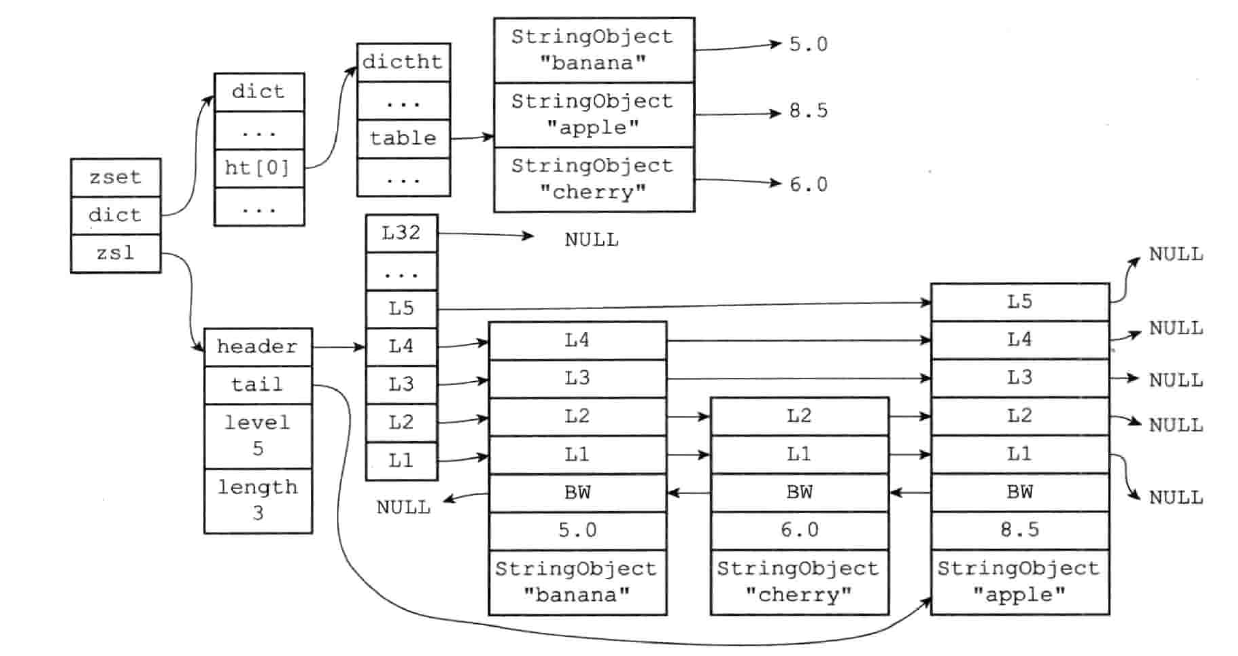 zset
dict
zsl
dict
...
ht[0]
...
dictht
...
table
...
StringObject
"banana"
StringObject
"apple"
StringObject
"cherry"
5.0
8.5
6.0
header
tail
level
5
length
3
L32
...
L5
L4
L3
L2
L1
NULL
NULL
L4
L3
L2
L1
BW
5.0
StringObject
"banana"
L2
L1
BW
6.0
StringObject
"cherry"
L5
L4
L3
L2
L1
BW
8.5
StringObject
"apple"
NULL
NULL
NULL
NULL
NULL